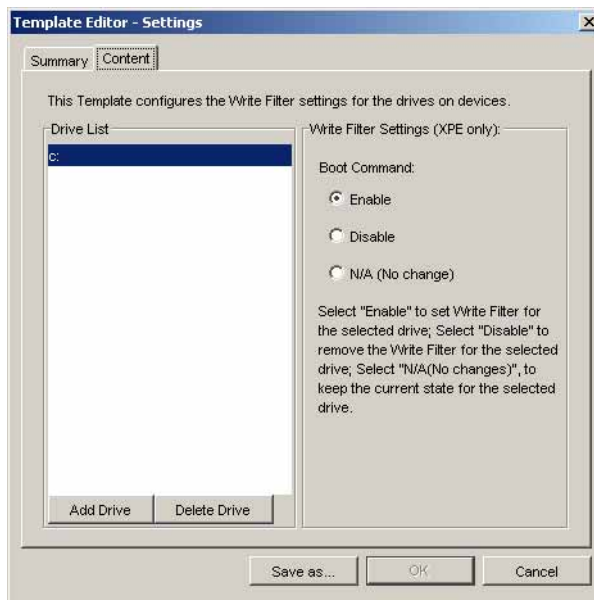 Template Editor - Settings
Summary
Content
This Template configures the Write Filter settings for the drives on devices.
Drive List
c:
Add Drive
Delete Drive
Write Filter Settings (XPE only):
Boot Command:
Enable
Disable
N/A (No change)
Select "Enable" to set Write Filter for
the selected drive; Select "Disable" to
remove the Write Filter for the selected
drive; Select "N/A(No changes)", to
keep the current state for the selected
drive.
Save as...
OK
Cancel